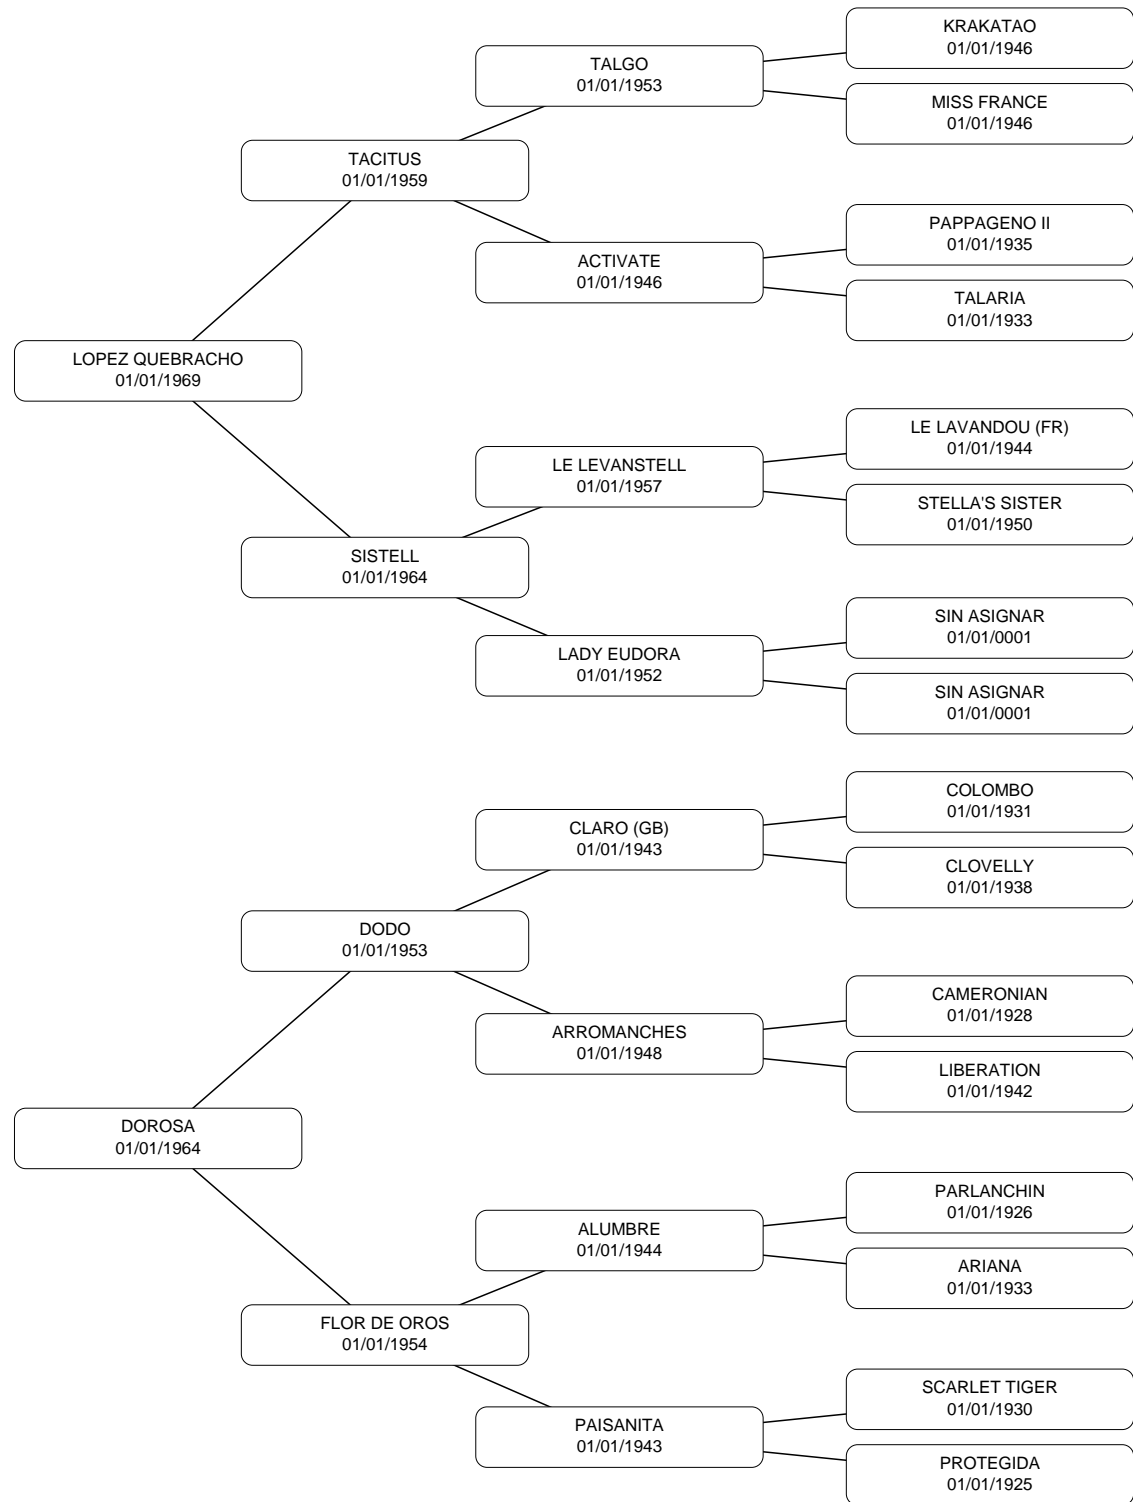 KRAKATAO
01/01/1946
TALGO
01/01/1953
MISS FRANCE
01/01/1946
TACITUS
01/01/1959
PAPPAGENO II
01/01/1935
ACTIVATE
01/01/1946
TALARIA
01/01/1933
LOPEZ QUEBRACHO
01/01/1969
LE LAVANDOU (FR)
01/01/1944
LE LEVANSTELL
01/01/1957
STELLA'S SISTER
01/01/1950
SISTELL
01/01/1964
SIN ASIGNAR
01/01/0001
LADY EUDORA
01/01/1952
SIN ASIGNAR
01/01/0001
COLOMBO
01/01/1931
CLARO (GB)
01/01/1943
CLOVELLY
01/01/1938
DODO
01/01/1953
CAMERONIAN
01/01/1928
ARROMANCHES
01/01/1948
LIBERATION
01/01/1942
DOROSA
01/01/1964
PARLANCHIN
01/01/1926
ALUMBRE
01/01/1944
ARIANA
01/01/1933
FLOR DE OROS
01/01/1954
SCARLET TIGER
01/01/1930
PAISANITA
01/01/1943
PROTEGIDA
01/01/1925